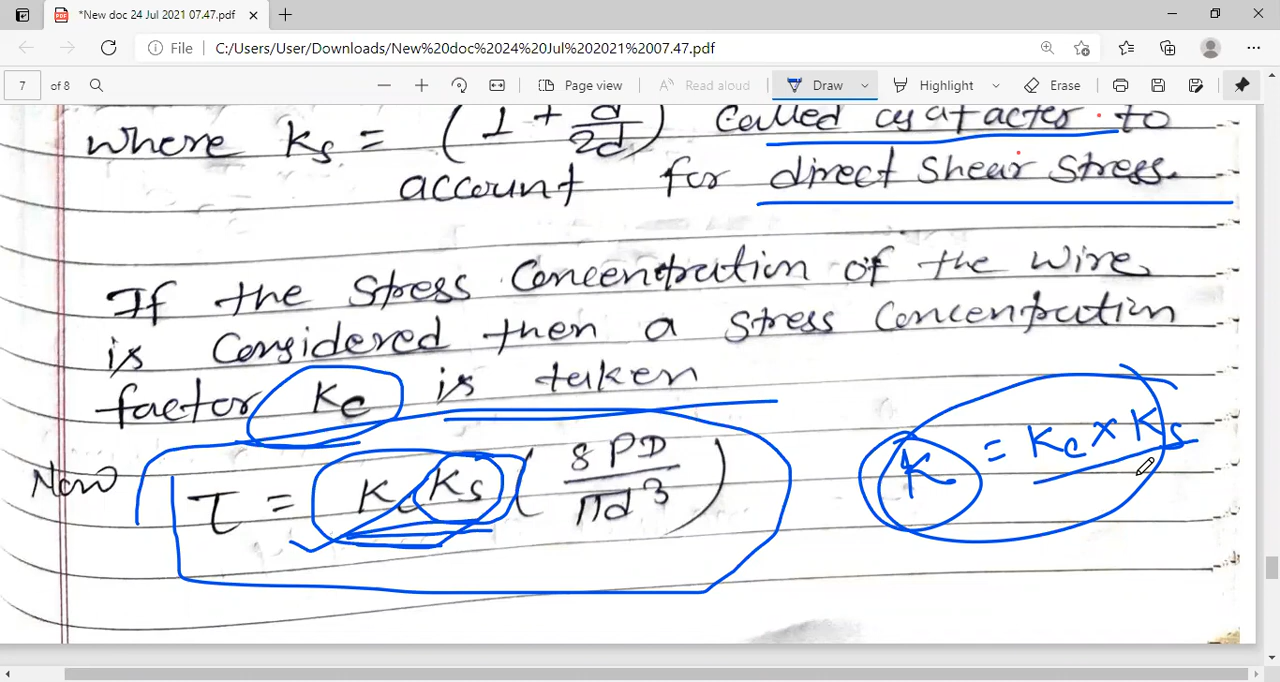 *New doc 24 Jul 2021 07.47.pdf
File C:/Users/User/Downloads/New%20doc%2024%20Jul%202021%2007.47.pdf
7 of 8 Page view Read aloud Draw Highlight Erase
where Ks = (1 + d/2d) called as a factor to
account for direct shear stress.
If the stress concentration of the wire
is considered then a stress concentration
factor Kc is taken
Now τ = Kc Ks (8PD/πd³)
K = Kc × Ks